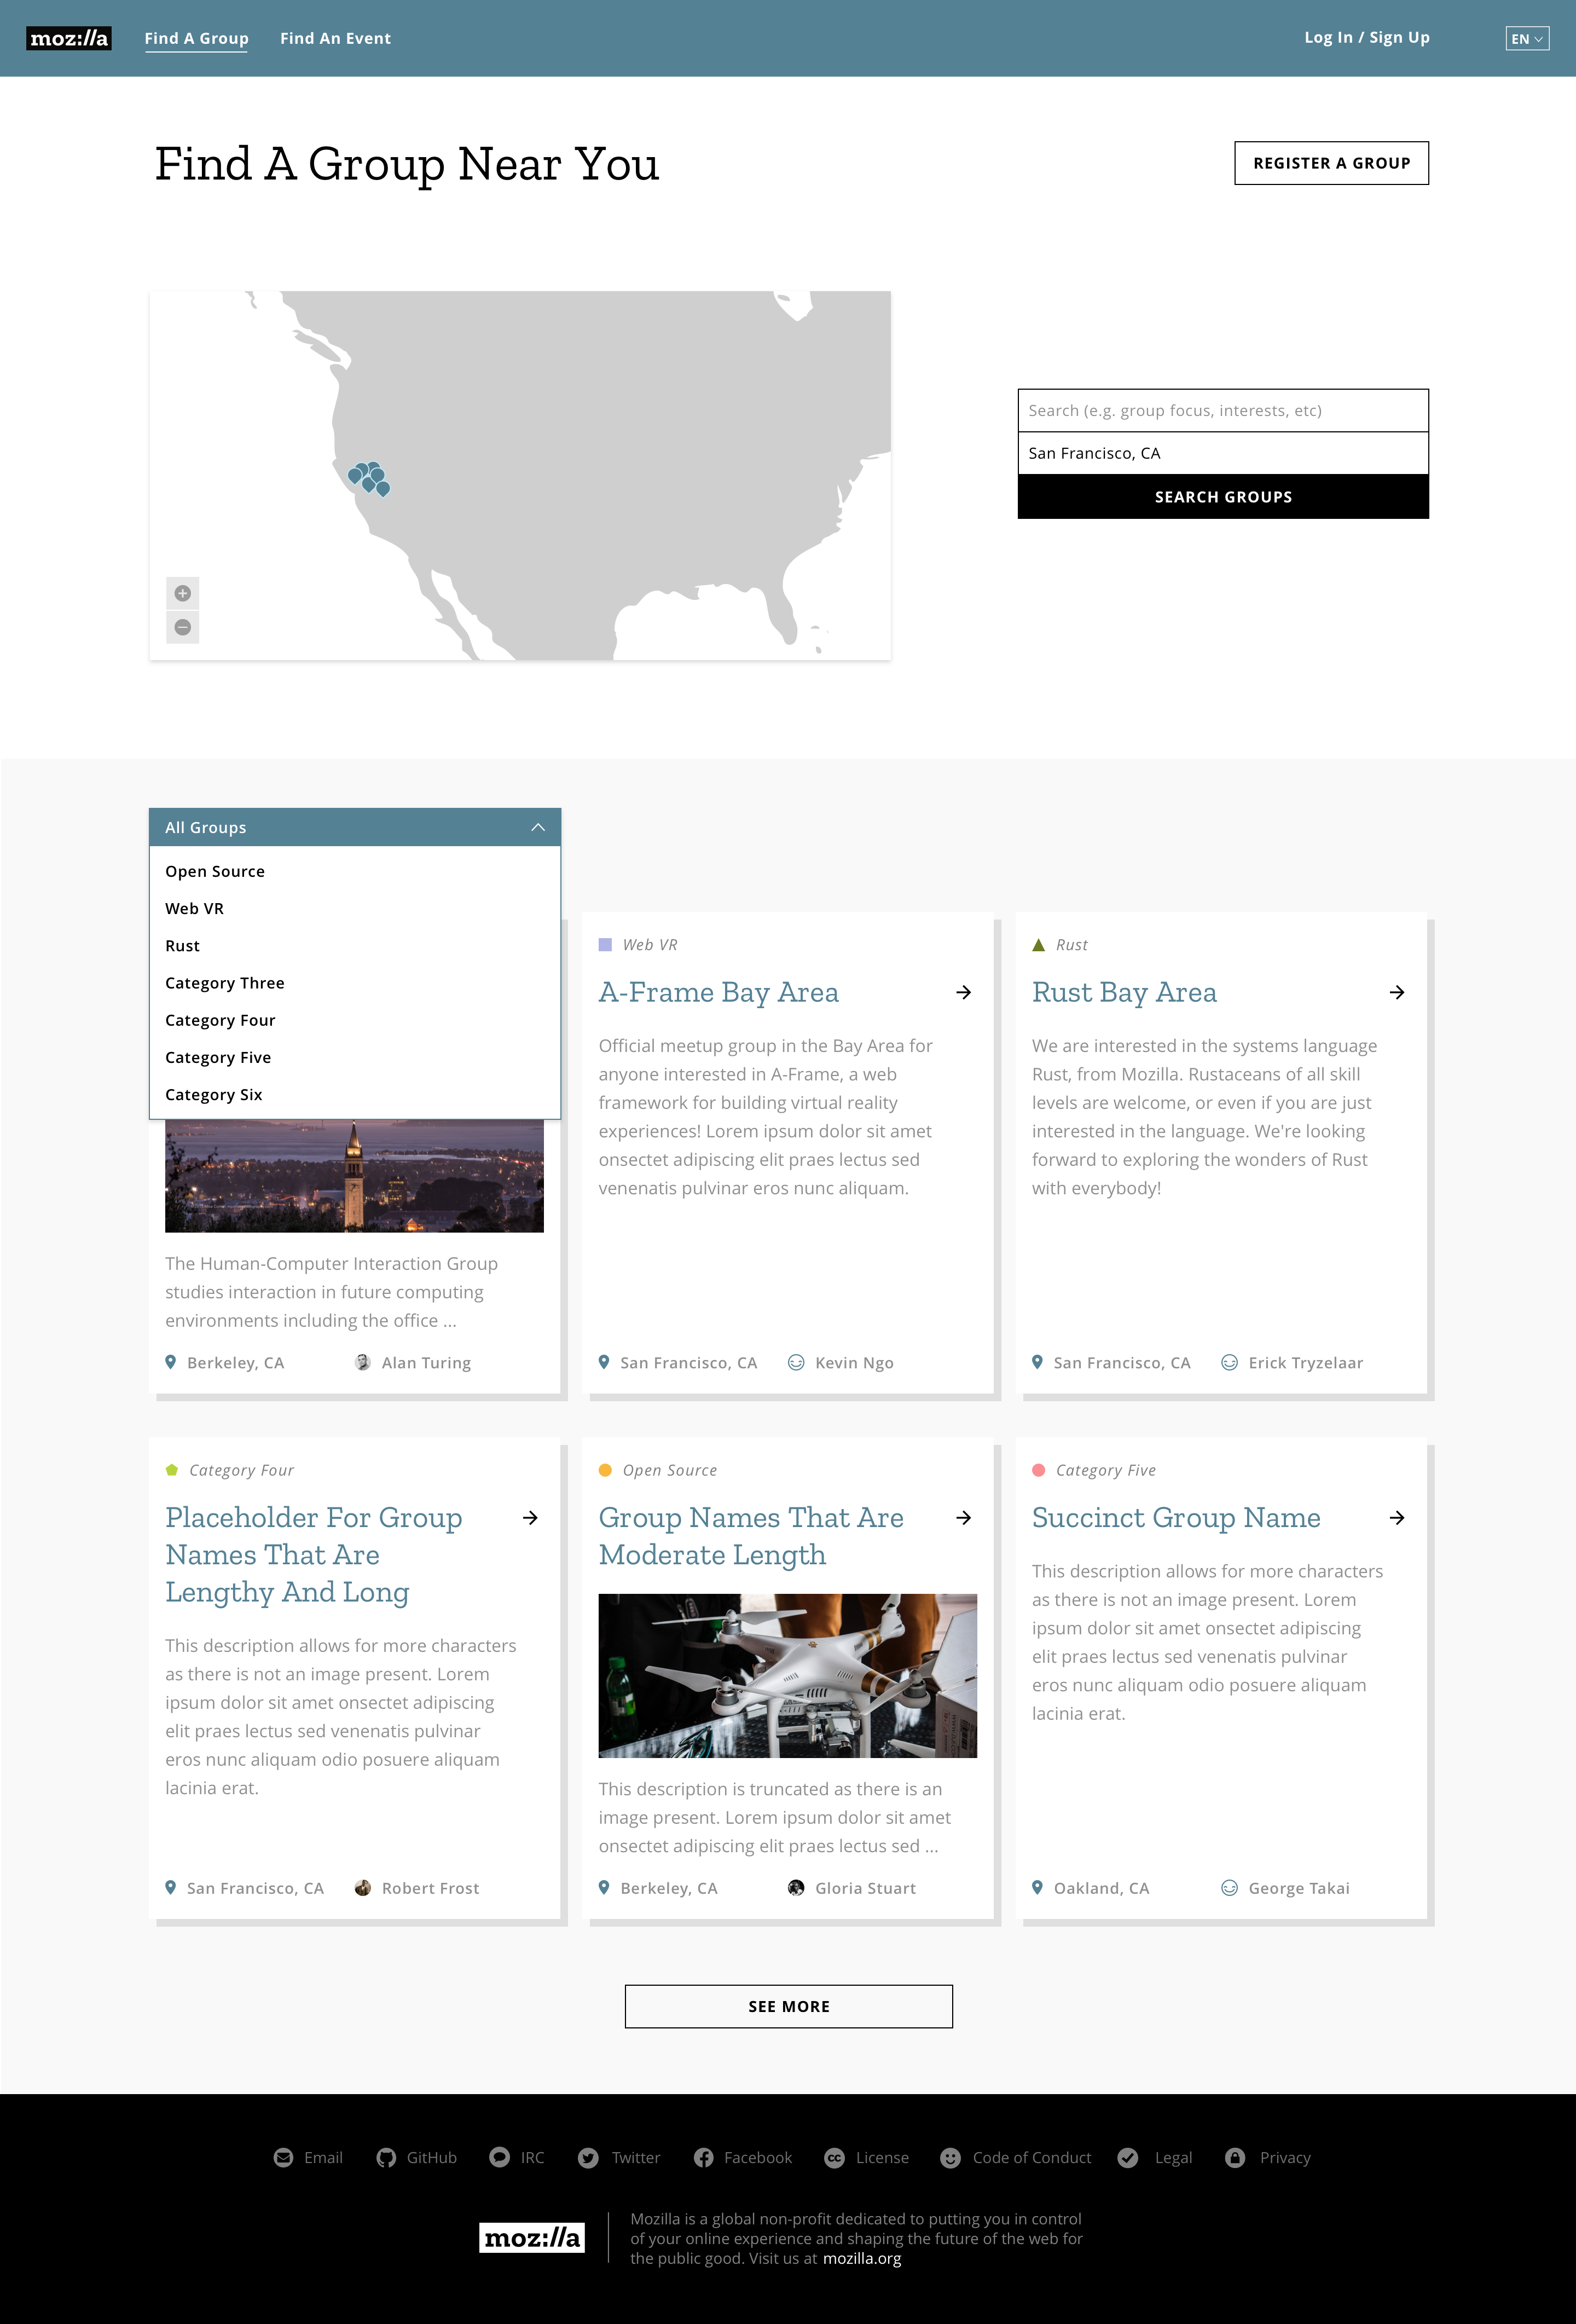 moz://a
Find A Group
Find An Event
Log In / Sign Up
EN
Find A Group Near You
REGISTER A GROUP
Search (e.g. group focus, interests, etc)
San Francisco, CA
SEARCH GROUPS
All Groups
Open Source
Web VR
Rust
Category Three
Category Four
Category Five
Category Six
The Human-Computer Interaction Group
studies interaction in future computing
environments including the office ...
Berkeley, CA
Alan Turing
Web VR
A-Frame Bay Area
Official meetup group in the Bay Area for
anyone interested in A-Frame, a web
framework for building virtual reality
experiences! Lorem ipsum dolor sit amet
onsectet adipiscing elit praes lectus sed
venenatis pulvinar eros nunc aliquam.
San Francisco, CA
Kevin Ngo
Rust
Rust Bay Area
We are interested in the systems language
Rust, from Mozilla. Rustaceans of all skill
levels are welcome, or even if you are just
interested in the language. We're looking
forward to exploring the wonders of Rust
with everybody!
San Francisco, CA
Erick Tryzelaar
Category Four
Placeholder For Group
Names That Are
Lengthy And Long
This description allows for more characters
as there is not an image present. Lorem
ipsum dolor sit amet onsectet adipiscing
elit praes lectus sed venenatis pulvinar
eros nunc aliquam odio posuere aliquam
lacinia erat.
San Francisco, CA
Robert Frost
Open Source
Group Names That Are
Moderate Length
This description is truncated as there is an
image present. Lorem ipsum dolor sit amet
onsectet adipiscing elit praes lectus sed ...
Berkeley, CA
Gloria Stuart
Category Five
Succinct Group Name
This description allows for more characters
as there is not an image present. Lorem
ipsum dolor sit amet onsectet adipiscing
elit praes lectus sed venenatis pulvinar
eros nunc aliquam odio posuere aliquam
lacinia erat.
Oakland, CA
George Takai
SEE MORE
Email
GitHub
IRC
Twitter
Facebook
License
Code of Conduct
Legal
Privacy
moz://a
Mozilla is a global non-profit dedicated to putting you in control
of your online experience and shaping the future of the web for
the public good. Visit us at mozilla.org